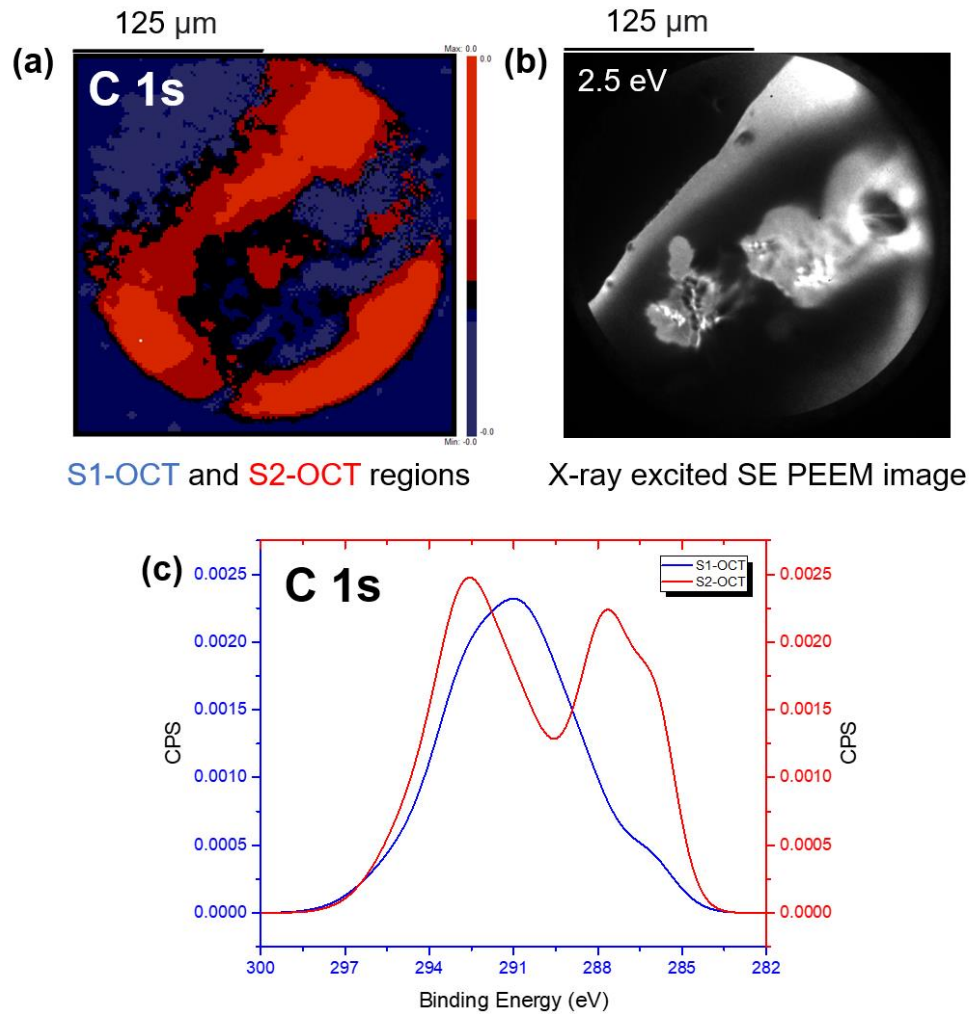 125 µm
125 µm
(a)
C 1s
Max: 0.0
0.0
-0.0
Min: -0.0
(b)
2.5 eV
S1-OCT and S2-OCT regions
X-ray excited SE PEEM image
(c)
C 1s
S1-OCT
S2-OCT
0.0025
0.0020
0.0015
0.0010
0.0005
0.0000
CPS
0.0025
0.0020
0.0015
0.0010
0.0005
0.0000
CPS
300 297 294 291 288 285 282
Binding Energy (eV)